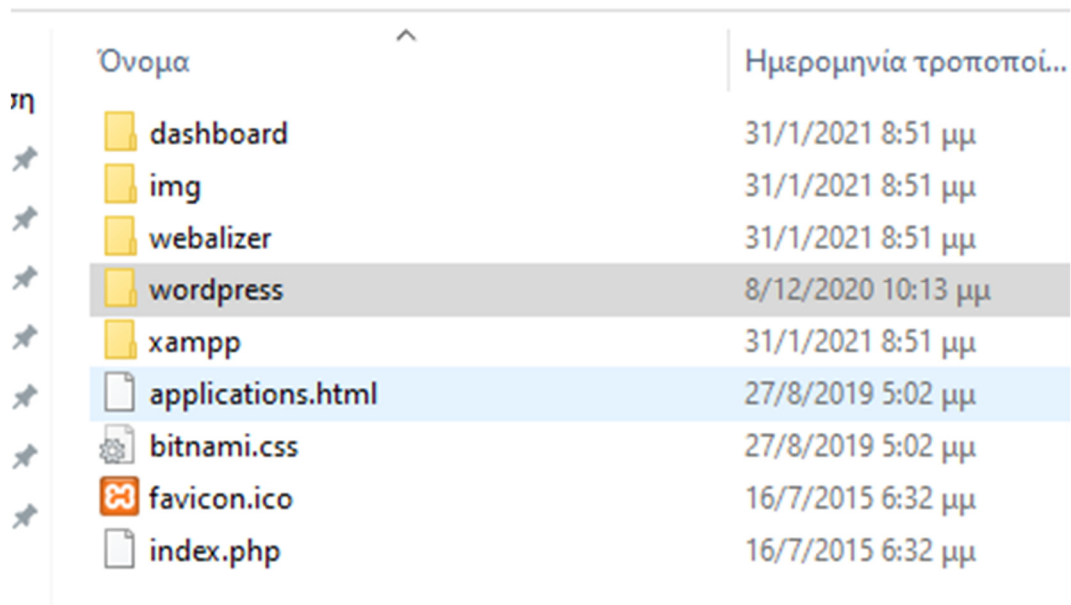 Όνομα Ημερομηνία τροποποί...
ση
dashboard 31/1/2021 8:51 μμ
img 31/1/2021 8:51 μμ
webalizer 31/1/2021 8:51 μμ
wordpress 8/12/2020 10:13 μμ
xampp 31/1/2021 8:51 μμ
applications.html 27/8/2019 5:02 μμ
bitnami.css 27/8/2019 5:02 μμ
favicon.ico 16/7/2015 6:32 μμ
index.php 16/7/2015 6:32 μμ